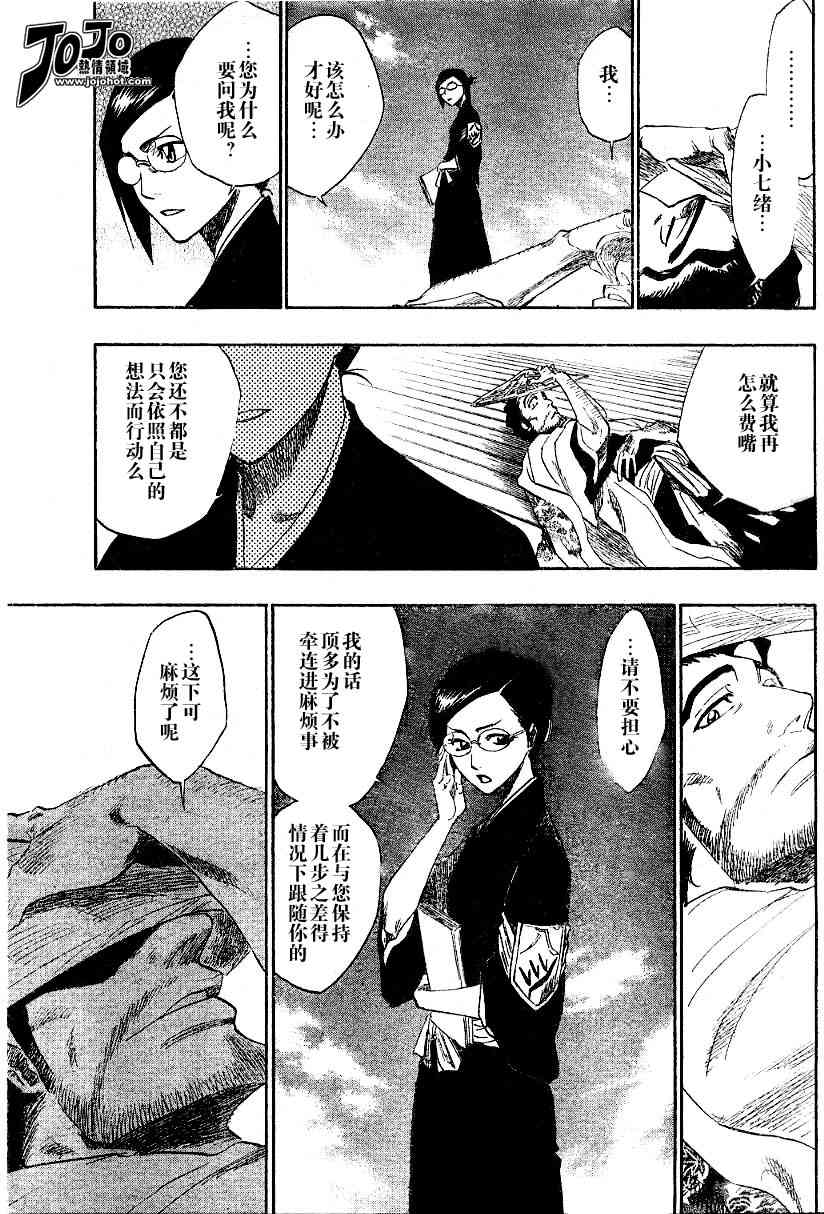 JOJO
熱情領域
www.jojohot.com
…………
…小七绪…
我…
该怎么办
才好呢…
…您为什么
要问我呢？
就算我再
怎么费嘴
您还不都是
只会依照自己的
想法而行动么
…请不要担心
我的话
顶多为了不被
牵连进麻烦事
而在与您保持
着几步之差得
情况下跟随你的
…这下可
麻烦了呢